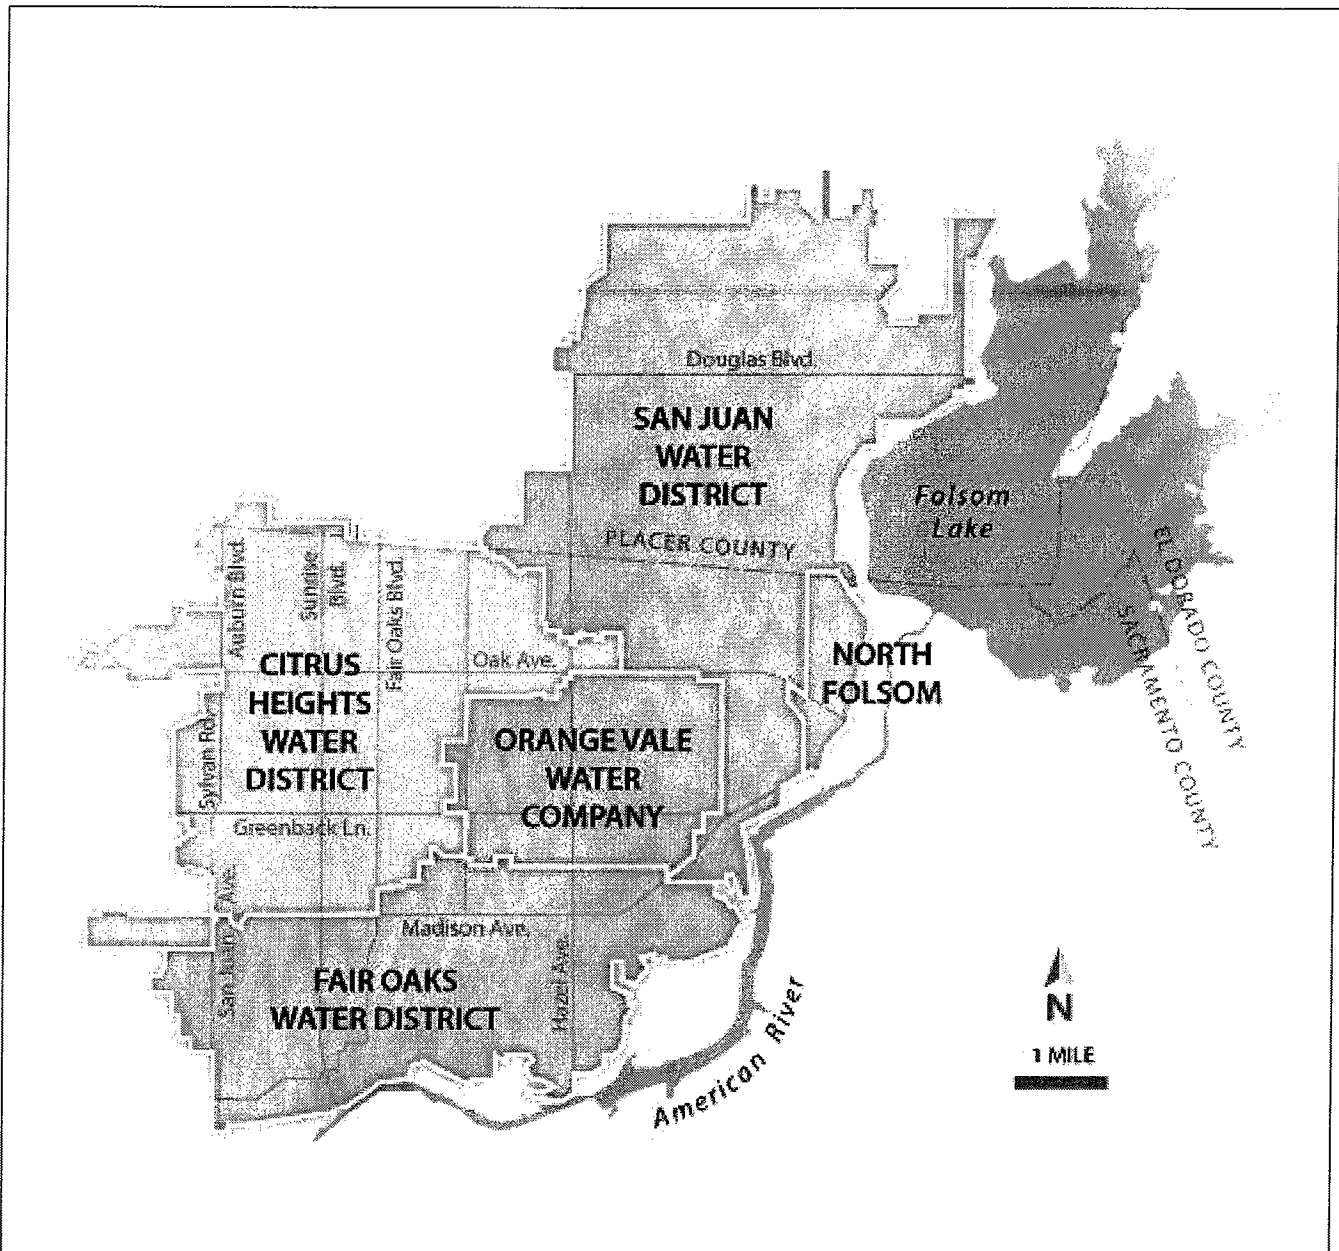 Douglas Blvd.
SAN JUAN
WATER
DISTRICT
Folsom
Lake
PLACER COUNTY
EL DORADO COUNTY
SACRAMENTO COUNTY
Auburn Blvd.
Sunrise
Blvd.
Fair Oaks Blvd.
Oak Ave.
NORTH
FOLSOM
CITRUS
HEIGHTS
WATER
DISTRICT
Sylvan Rd.
ORANGE VALE
WATER
COMPANY
Greenback Ln.
San Juan Ave.
Madison Ave.
Hazel Ave.
FAIR OAKS
WATER DISTRICT
American River
N
1 MILE